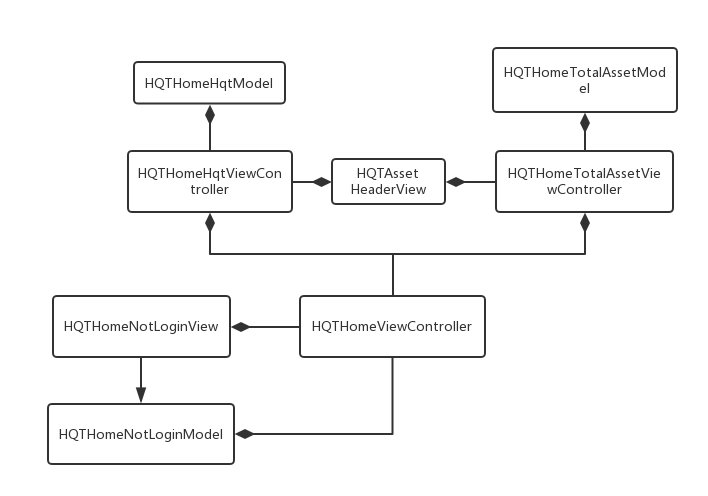 HQTHomeHqtModel
HQTHomeTotalAssetMod
el
HQTHomeHqtViewCon
troller
HQTAsset
HeaderView
HQTHomeTotalAssetVie
wController
HQTHomeNotLoginView
HQTHomeViewController
HQTHomeNotLoginModel